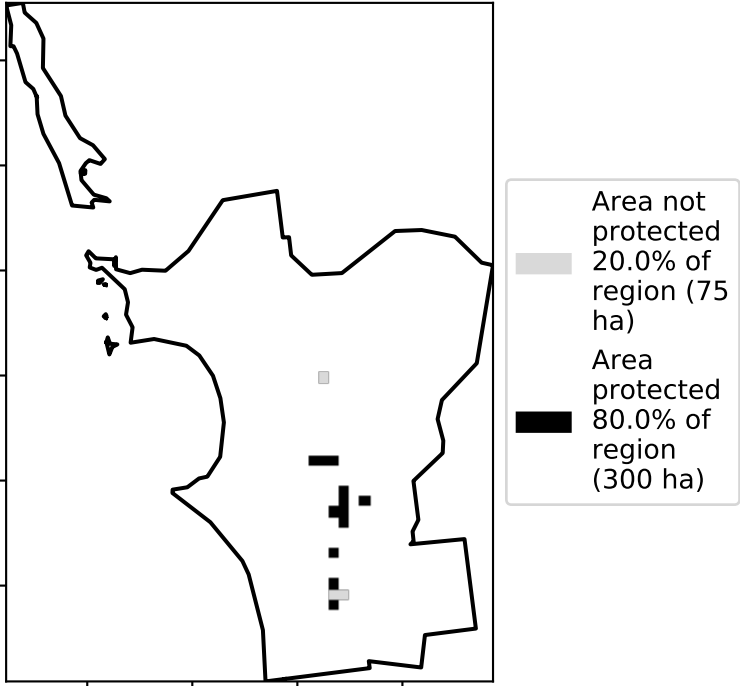 Area not
protected
20.0% of
region (75
ha)
Area
protected
80.0% of
region
(300 ha)